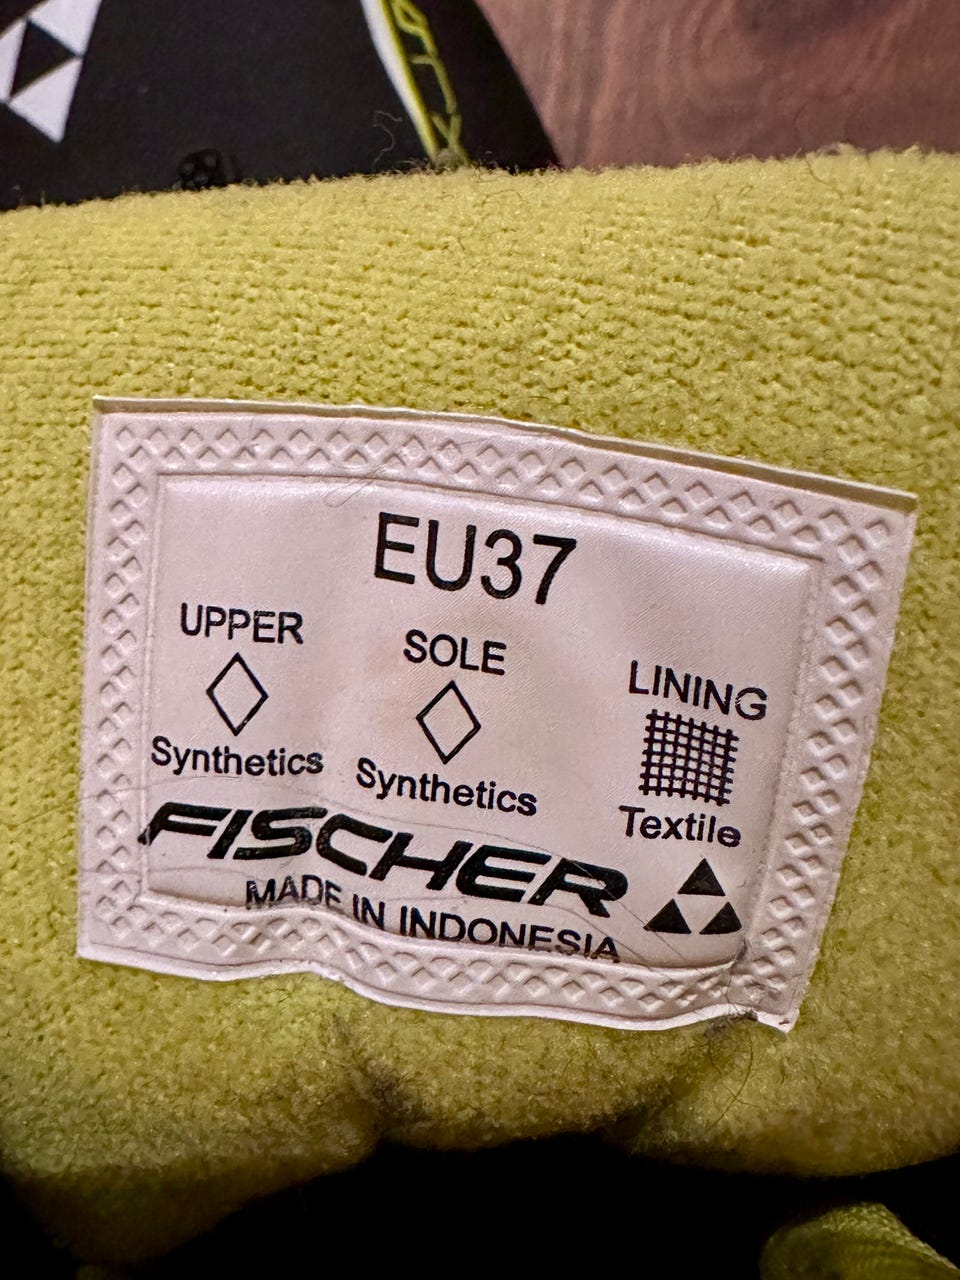 EU37
UPPER
SOLE
LINING
Synthetics
Synthetics
Textile
FISCHER
MADE IN INDONESIA